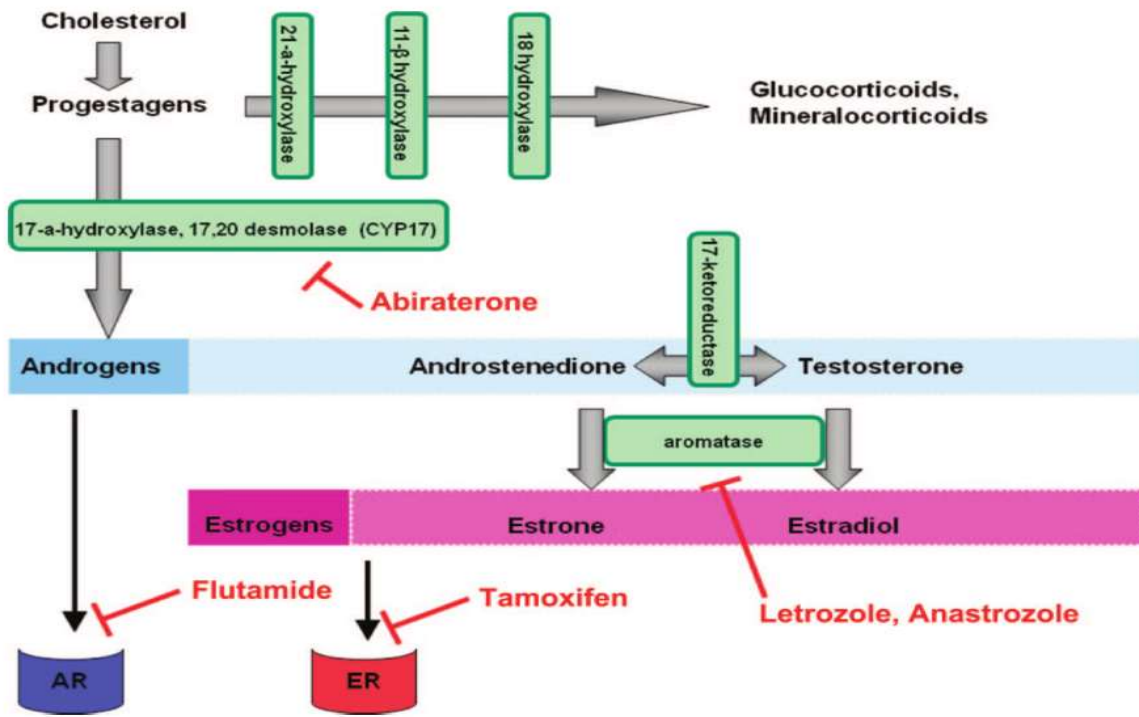 Cholesterol
Progestagens
21-a-hydroxylase
11-β hydroxylase
18 hydroxylase
Glucocorticoids,
Mineralocorticoids
17-a-hydroxylase, 17,20 desmolase (CYP17)
Abiraterone
17-ketoreductase
Androgens
Androstenedione
Testosterone
aromatase
Estrogens
Estrone
Estradiol
Flutamide
Tamoxifen
Letrozole, Anastrozole
AR
ER